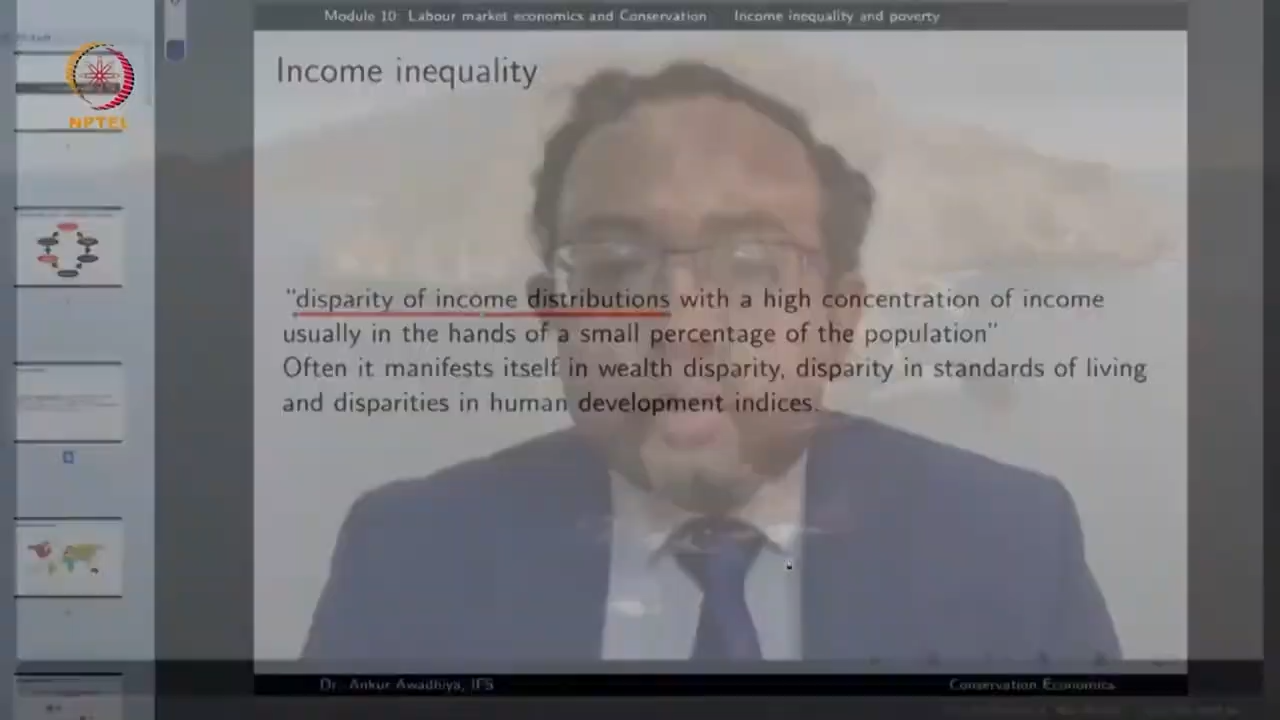 Module 10: Labour market economics and Conservation Income inequality and poverty
NPTEL
Income inequality
"disparity of income distributions with a high concentration of income
usually in the hands of a small percentage of the population"
Often it manifests itself in wealth disparity, disparity in standards of living
and disparities in human development indices.
Dr. Ankur Awadhiya, IFS Conservation Economics